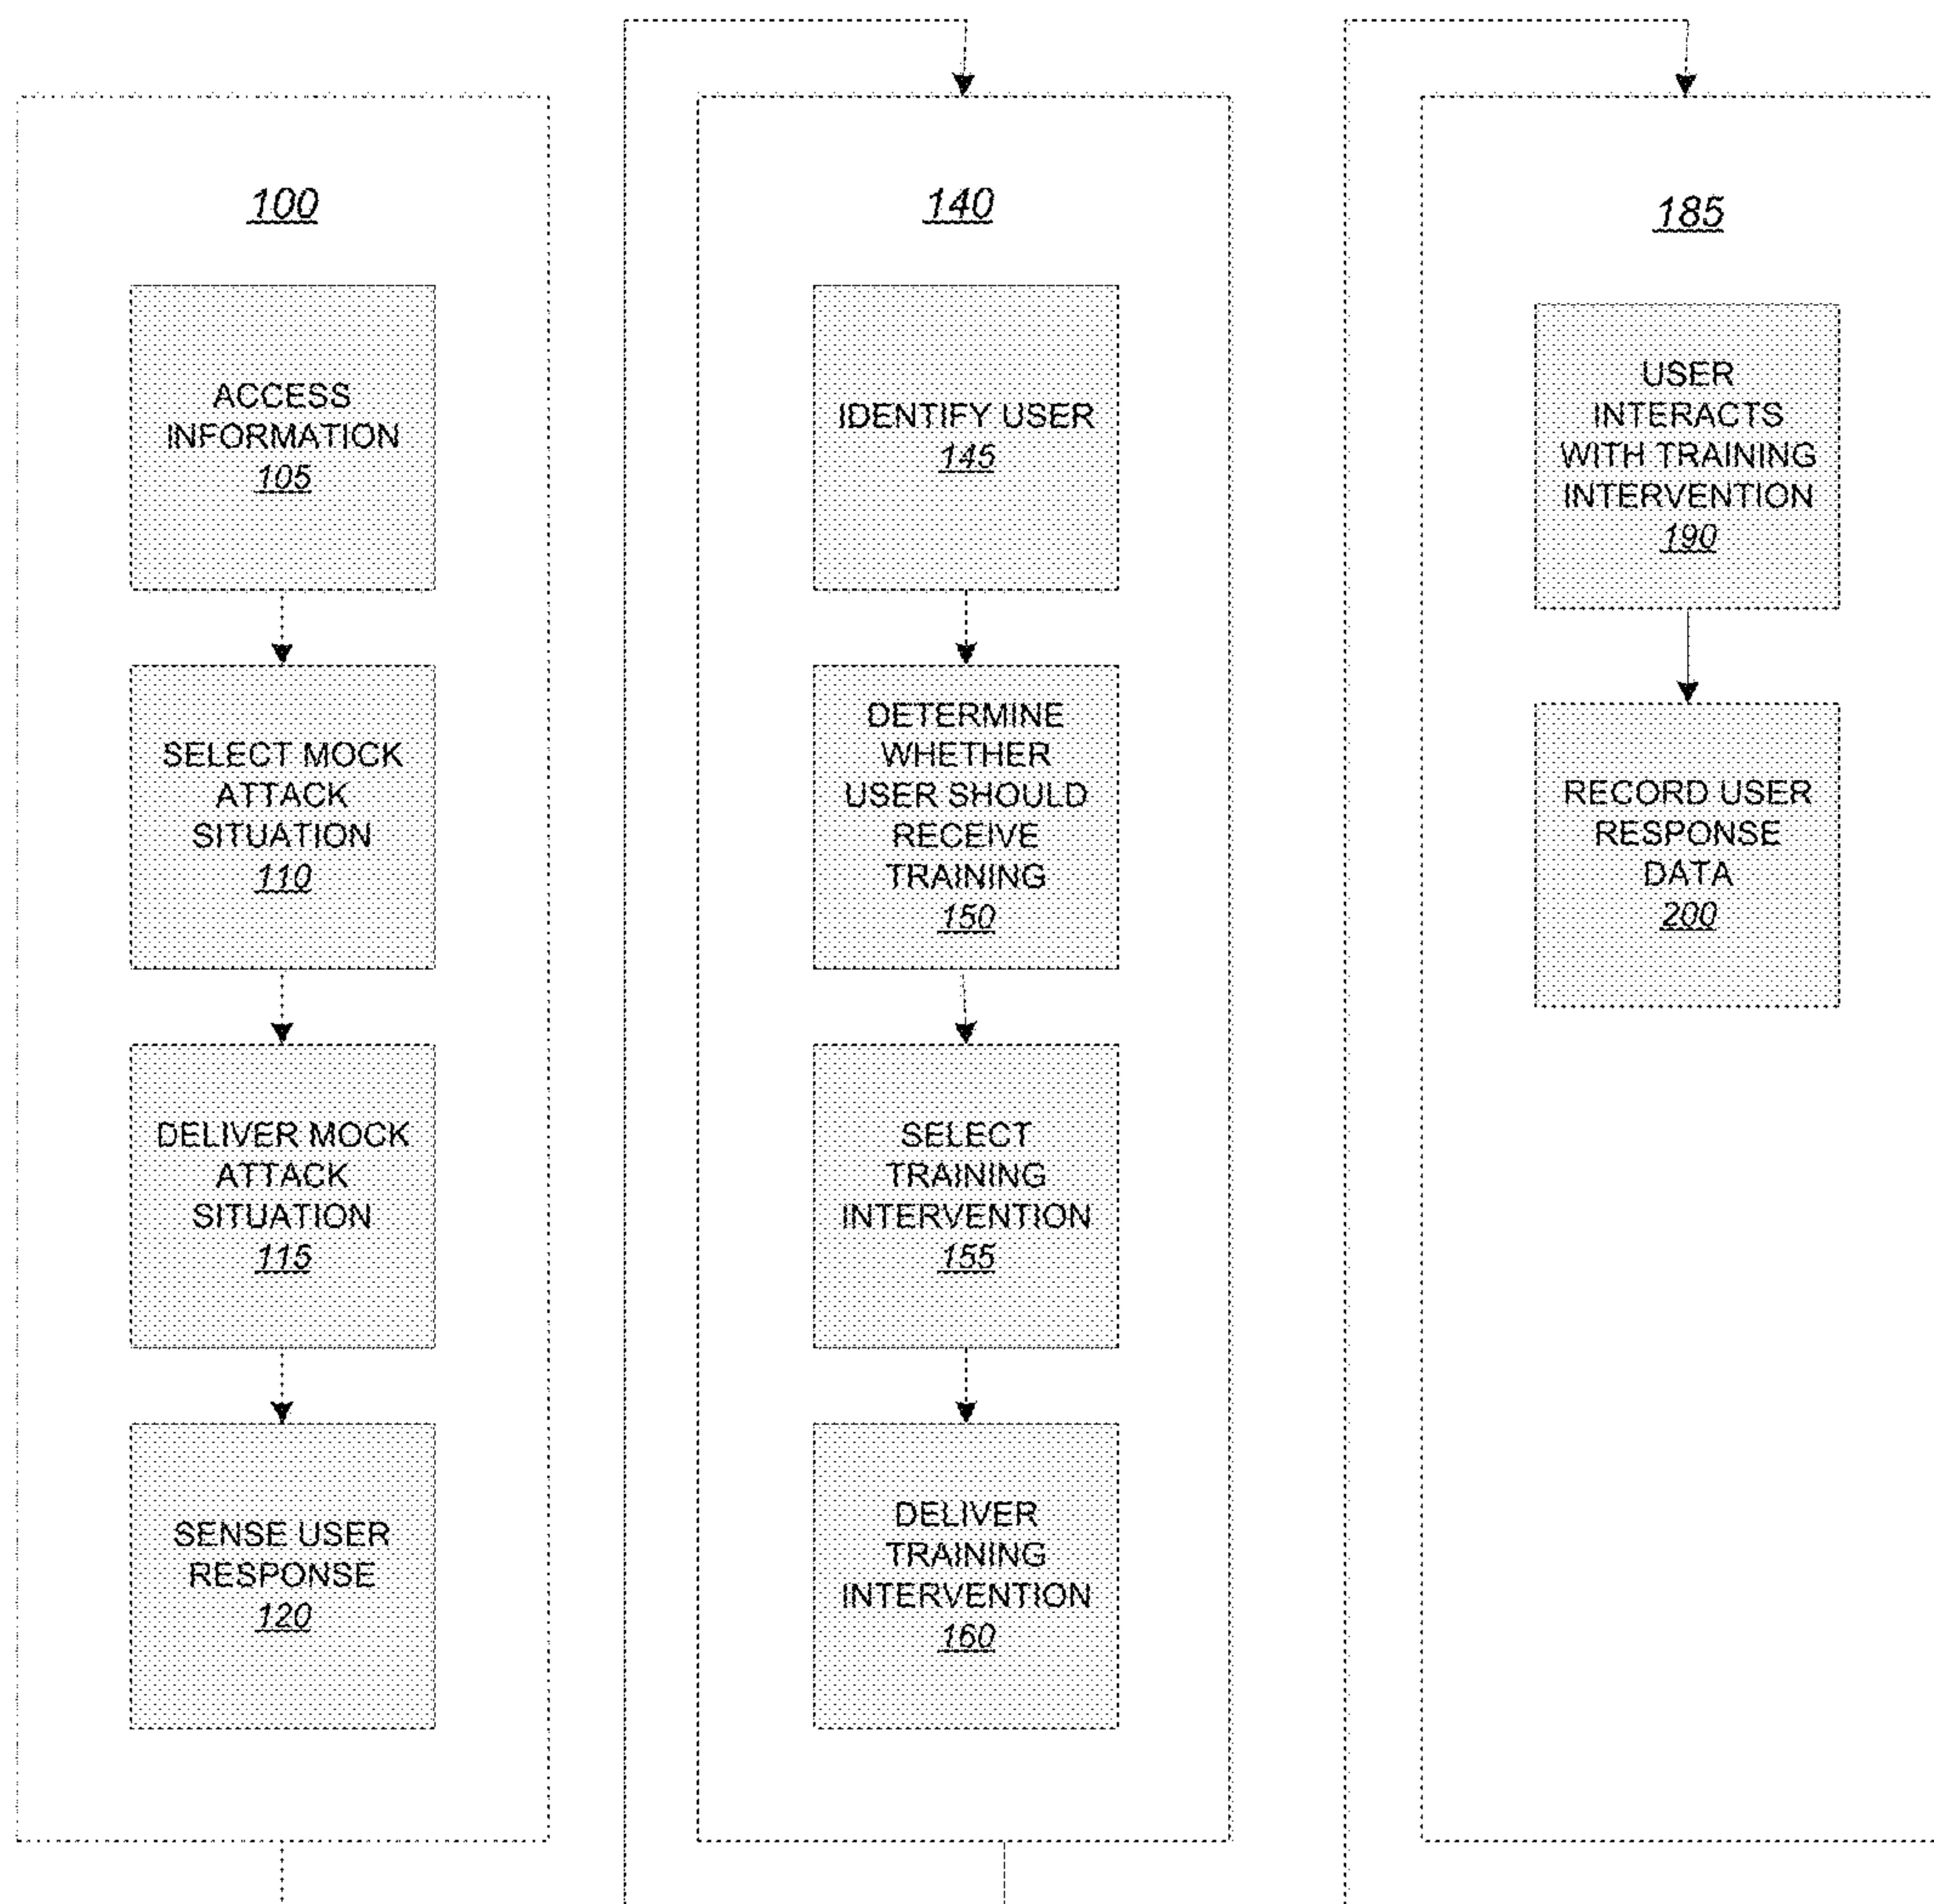 100
ACCESS
INFORMATION
105
SELECT MOCK
ATTACK
SITUATION
110
DELIVER MOCK
ATTACK
SITUATION
115
SENSE USER
RESPONSE
120
140
IDENTIFY USER
145
DETERMINE
WHETHER
USER SHOULD
RECEIVE
TRAINING
150
SELECT
TRAINING
INTERVENTION
155
DELIVER
TRAINING
INTERVENTION
160
185
USER
INTERACTS
WITH TRAINING
INTERVENTION
190
RECORD USER
RESPONSE
DATA
200